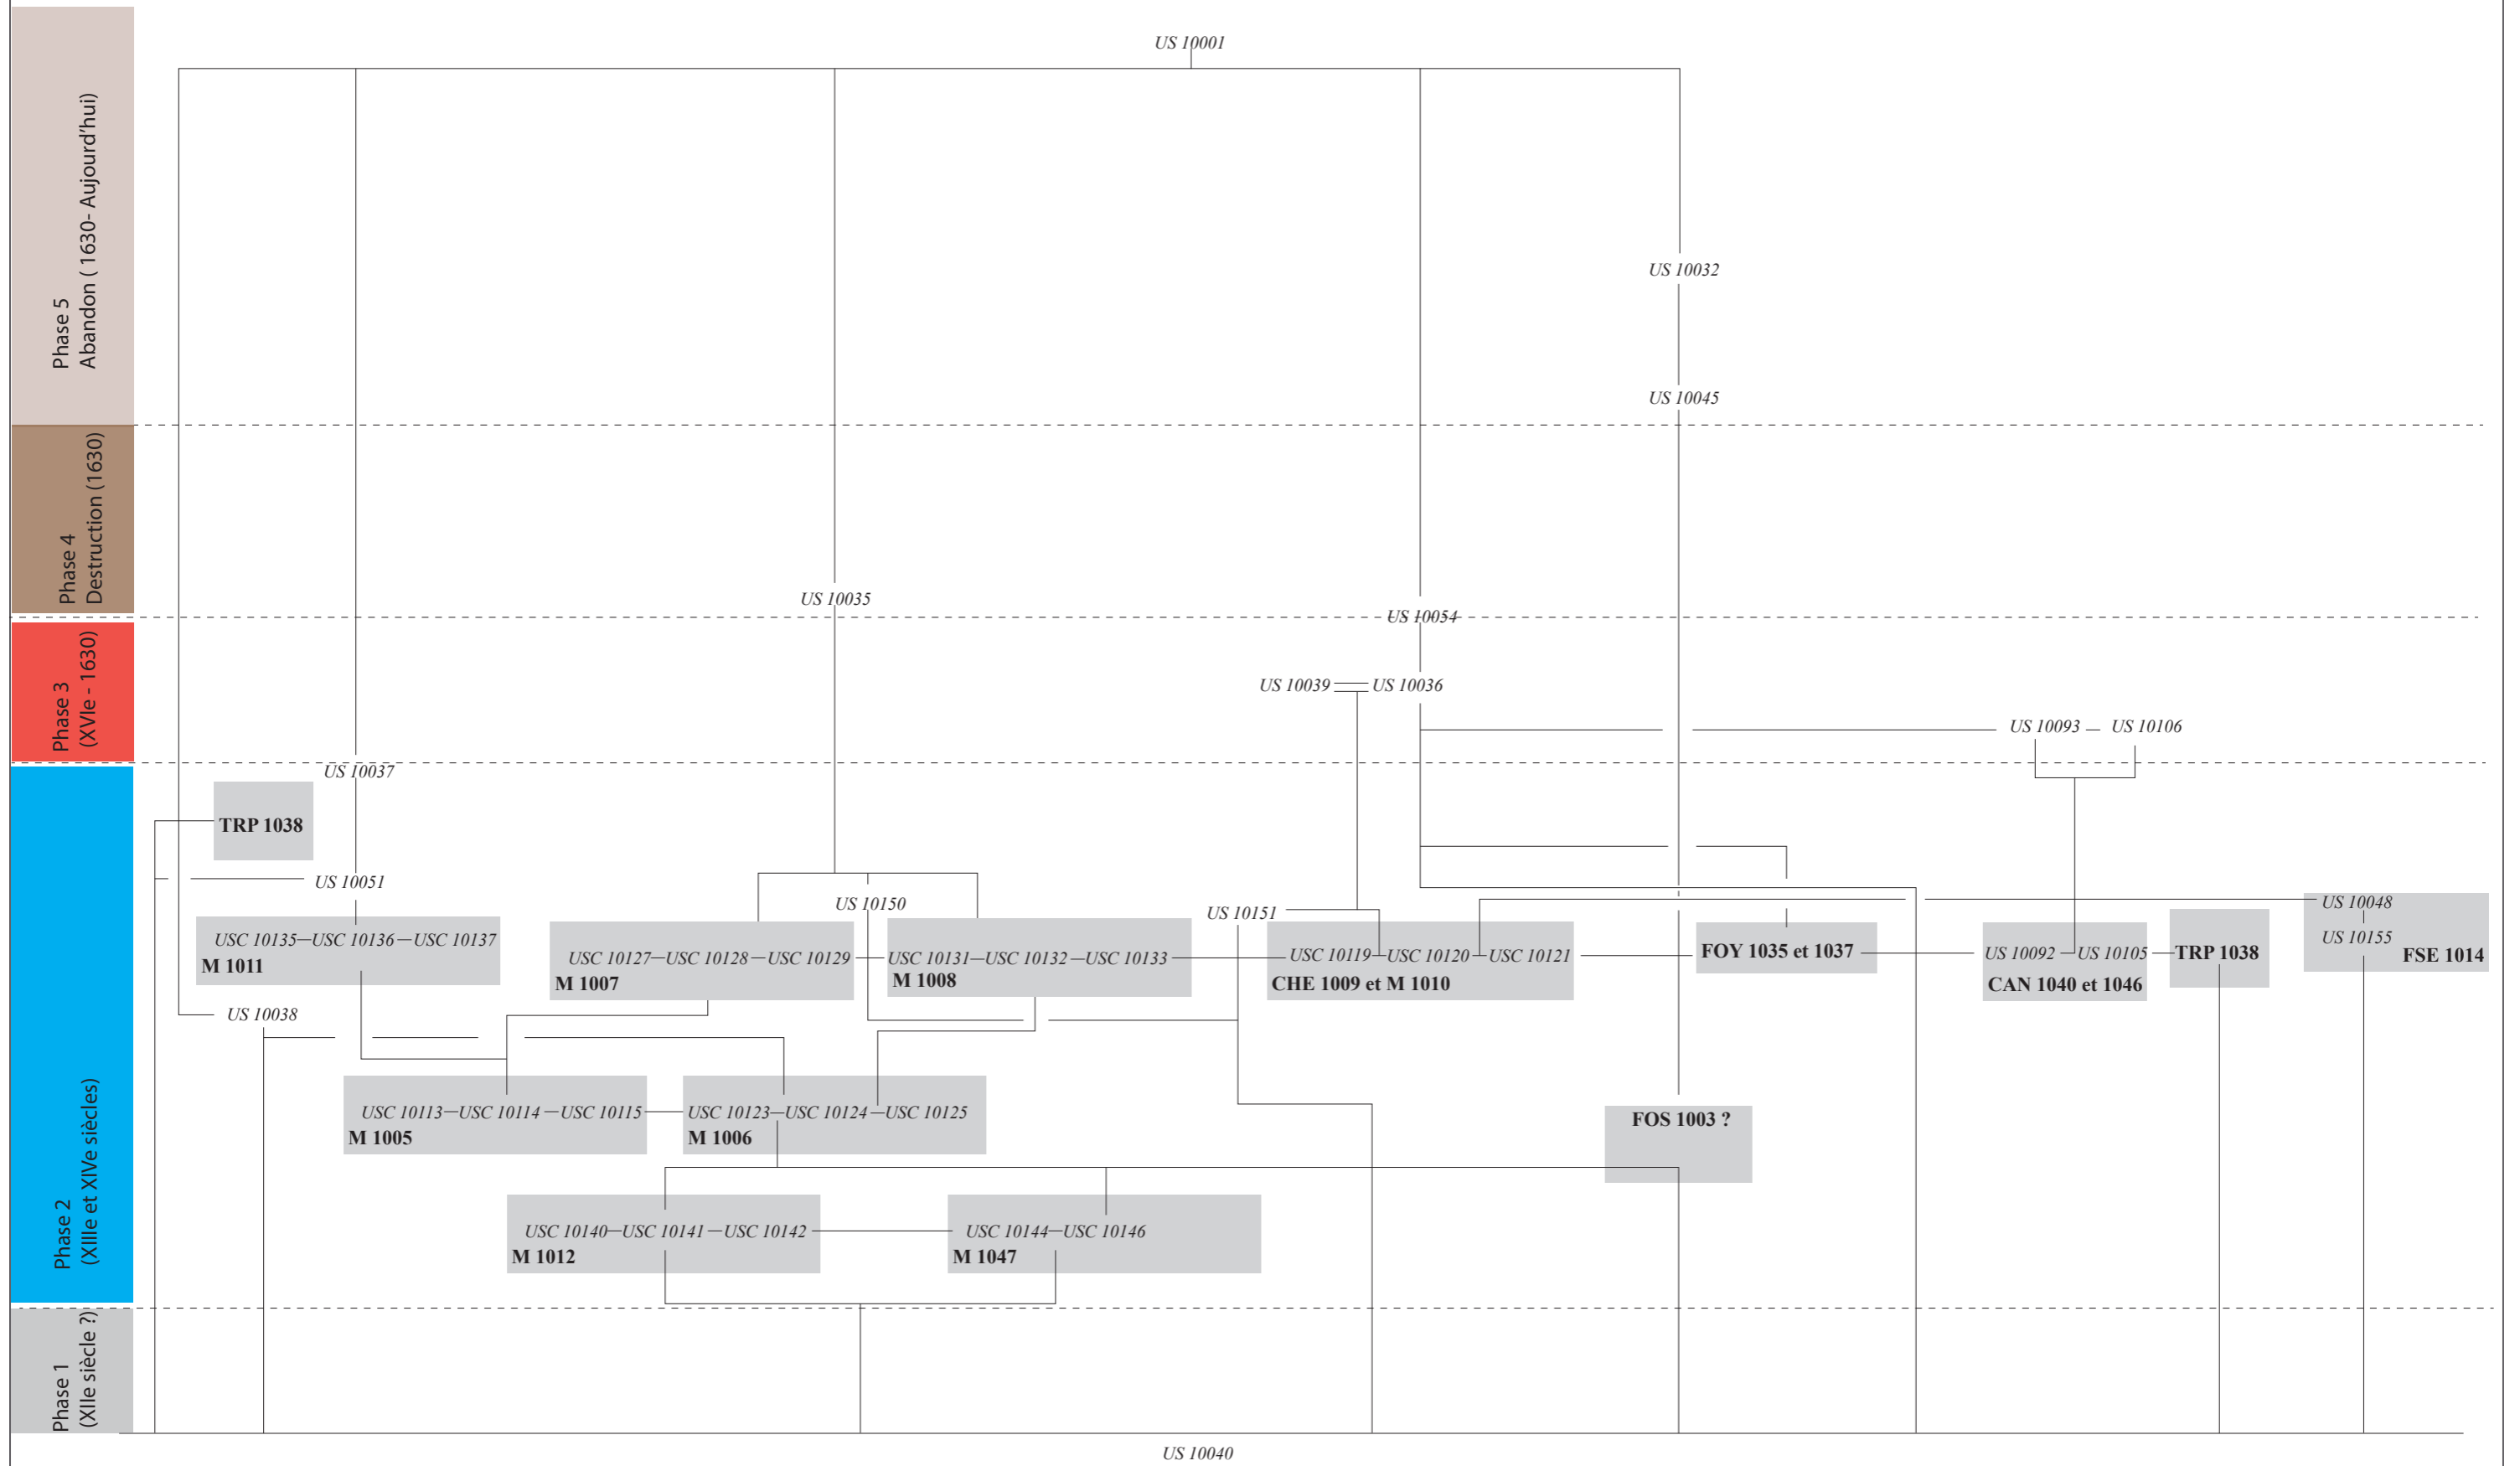 US 10001
Phase 5
Abandon ( 1630- Aujourd'hui)
US 10032
US 10045
Phase 4
Destruction (1630)
US 10035
US 10054
Phase 3
(XVIe - 1630)
US 10039
US 10036
US 10093
US 10106
Phase 2
(XIIIe et XIVe siècles)
US 10037
TRP 1038
US 10051
US 10150
US 10151
US 10048
USC 10135
USC 10136
USC 10137
M 1011
USC 10127
USC 10128
USC 10129
M 1007
USC 10131
USC 10132
USC 10133
M 1008
USC 10119
USC 10120
USC 10121
CHE 1009 et M 1010
FOY 1035 et 1037
US 10092
US 10105
CAN 1040 et 1046
TRP 1038
US 10155
FSE 1014
US 10038
USC 10113
USC 10114
USC 10115
M 1005
USC 10123
USC 10124
USC 10125
M 1006
FOS 1003 ?
USC 10140
USC 10141
USC 10142
M 1012
USC 10144
USC 10146
M 1047
Phase 1
(XIIe siècle ?)
US 10040